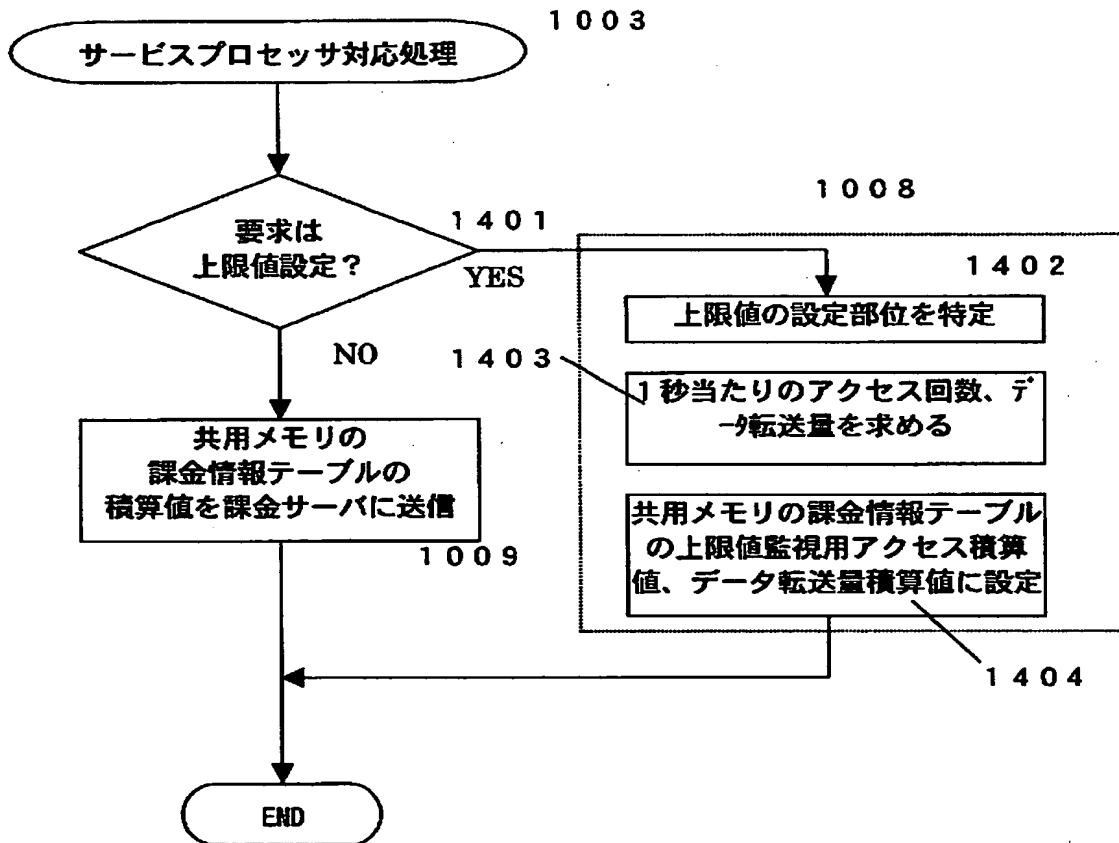 １００３
サービスプロセッサ対応処理
要求は
上限値設定？
１４０１
YES
NO
１００８
１４０２
上限値の設定部位を特定
１４０３
１秒当たりのアクセス回数、ﾃﾞ
ｰﾀ転送量を求める
共用メモリの課金情報テーブル
の上限値監視用アクセス積算
値、データ転送量積算値に設定
１４０４
共用メモリの
課金情報テーブルの
積算値を課金サーバに送信
１００９
END